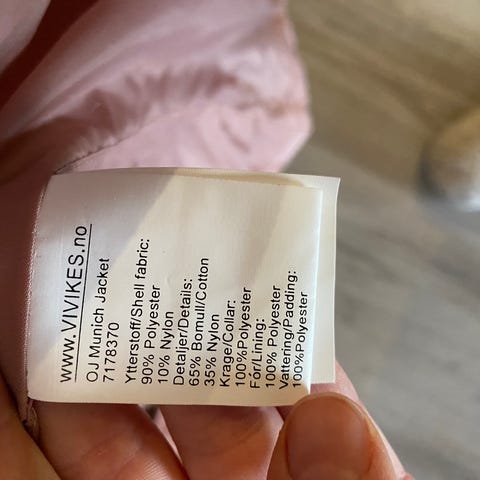 www.VIVIKES.no
OJ Munich Jacket
7178370
Ytterstoff/Shell fabric:
90% Polyester
10% Nylon
Detaljer/Details:
65% Bomull/Cotton
35% Nylon
Krage/Collar:
100%Polyester
Fór/Lining:
100% Polyester
Vattering/Padding:
100%Polyester